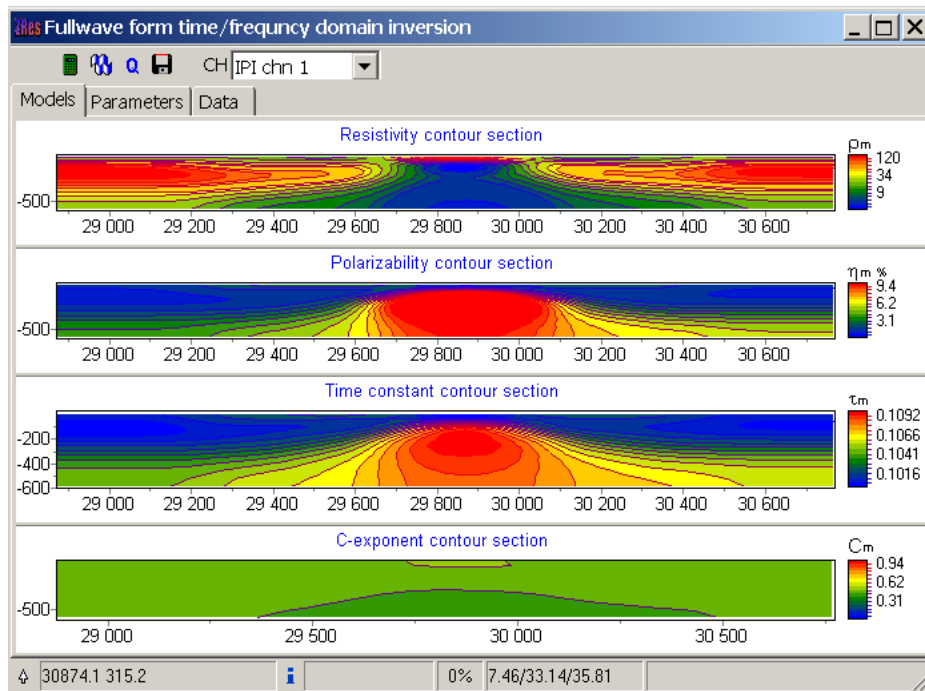 zRes Fullwave form time/frequncy domain inversion
Q CH IPI chn 1
Models Parameters Data
Resistivity contour section
ρm
120
34
9
-500
29 000 29 200 29 400 29 600 29 800 30 000 30 200 30 400 30 600
Polarizability contour section
ηm %
9.4
6.2
3.1
-500
29 000 29 200 29 400 29 600 29 800 30 000 30 200 30 400 30 600
Time constant contour section
τm
0.1092
0.1066
0.1041
0.1016
-200
-400
-600
29 000 29 200 29 400 29 600 29 800 30 000 30 200 30 400 30 600
C-exponent contour section
Cm
0.94
0.62
0.31
-500
29 000 29 500 30 000 30 500
30874.1 315.2 i 0% 7.46/33.14/35.81